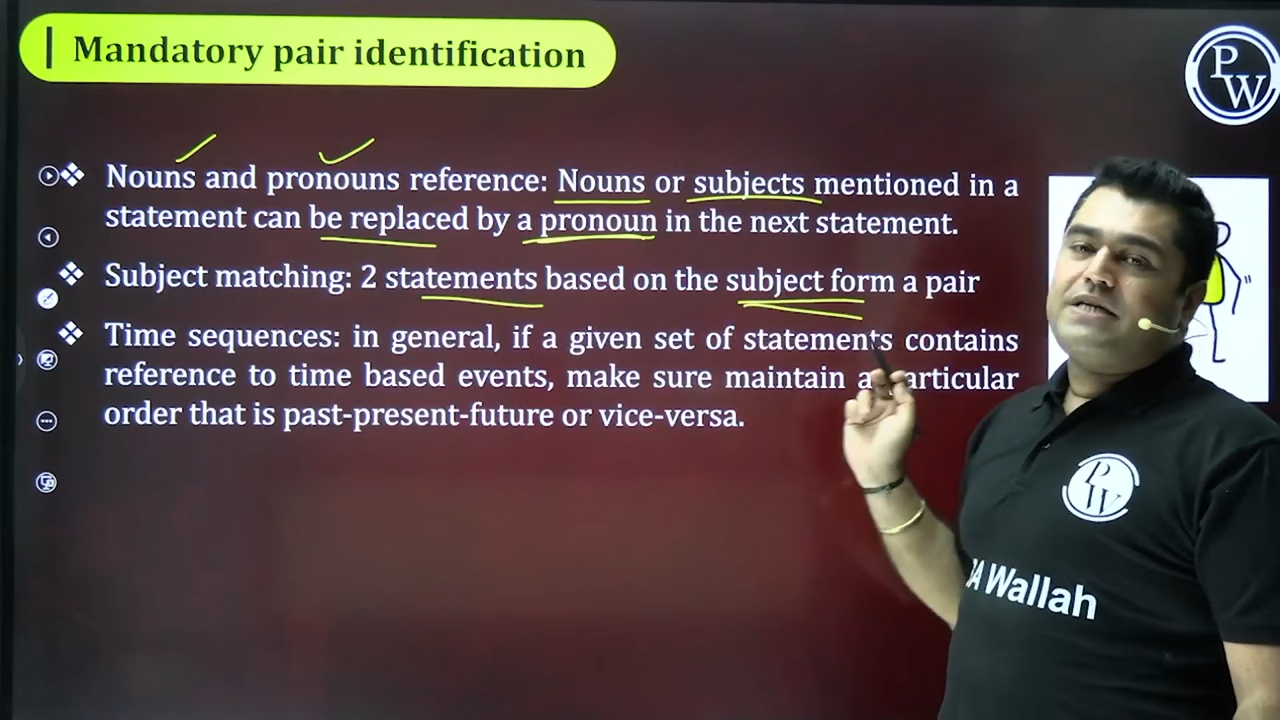 Mandatory pair identification
PW
Nouns and pronouns reference: Nouns or subjects mentioned in a
statement can be replaced by a pronoun in the next statement.
Subject matching: 2 statements based on the subject form a pair
Time sequences: in general, if a given set of statements contains
reference to time based events, make sure maintain a particular
order that is past-present-future or vice-versa.
PW
A Wallah